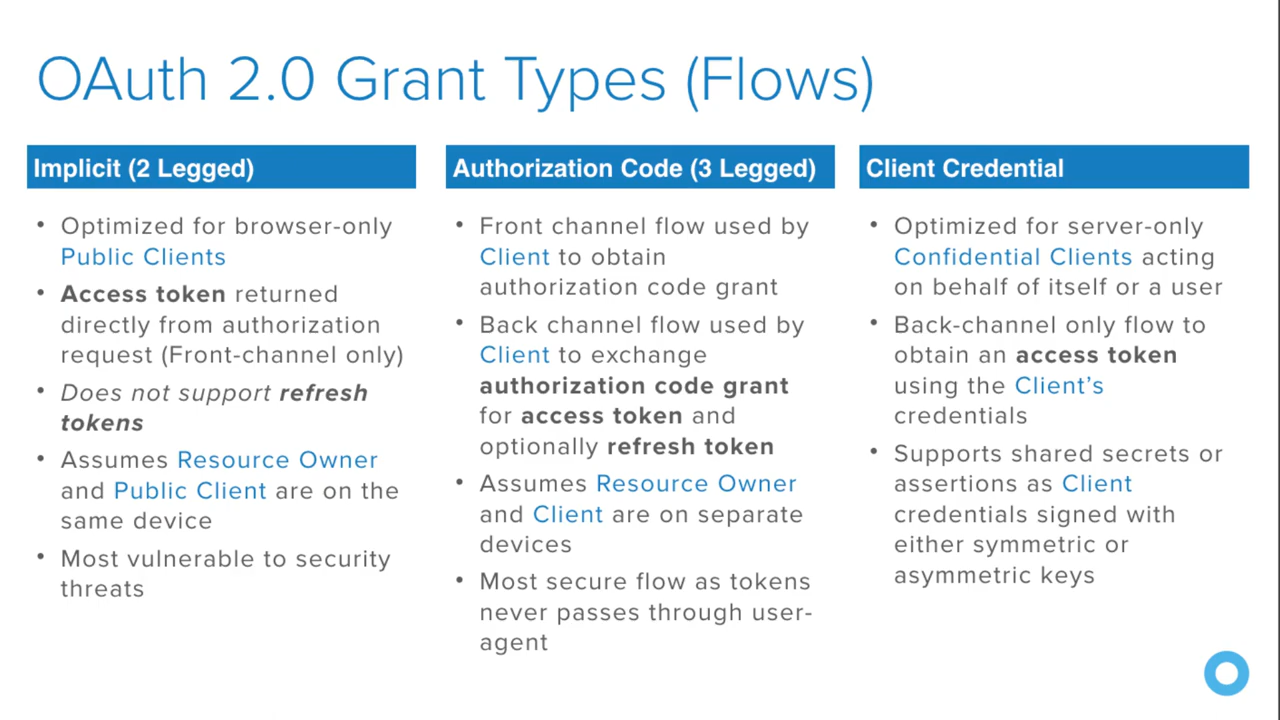 OAuth 2.0 Grant Types (Flows)
Implicit (2 Legged)
• Optimized for browser-only
Public Clients
• Access token returned
directly from authorization
request (Front-channel only)
• Does not support refresh
tokens
• Assumes Resource Owner
and Public Client are on the
same device
• Most vulnerable to security
threats
Authorization Code (3 Legged)
• Front channel flow used by
Client to obtain
authorization code grant
• Back channel flow used by
Client to exchange
authorization code grant
for access token and
optionally refresh token
• Assumes Resource Owner
and Client are on separate
devices
• Most secure flow as tokens
never passes through user-
agent
Client Credential
• Optimized for server-only
Confidential Clients acting
on behalf of itself or a user
• Back-channel only flow to
obtain an access token
using the Client’s
credentials
• Supports shared secrets or
assertions as Client
credentials signed with
either symmetric or
asymmetric keys